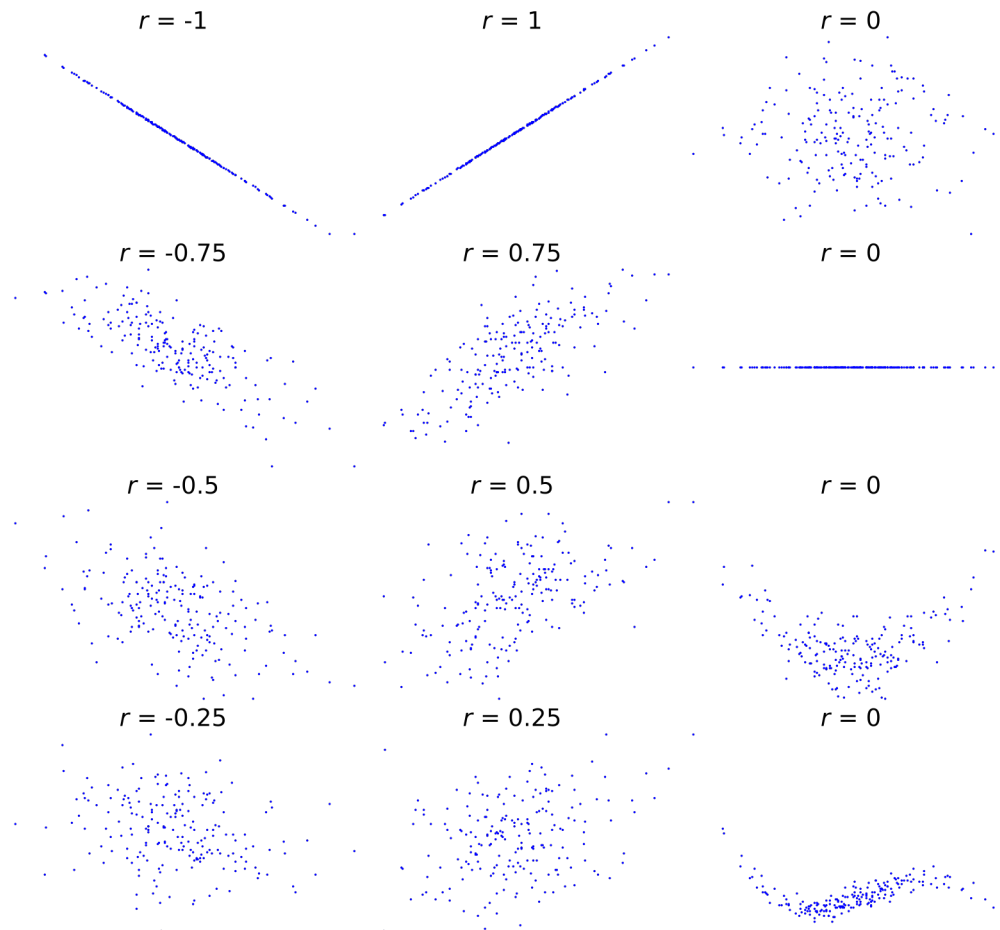 r = -1
r = 1
r = 0
r = -0.75
r = 0.75
r = 0
r = -0.5
r = 0.5
r = 0
r = -0.25
r = 0.25
r = 0